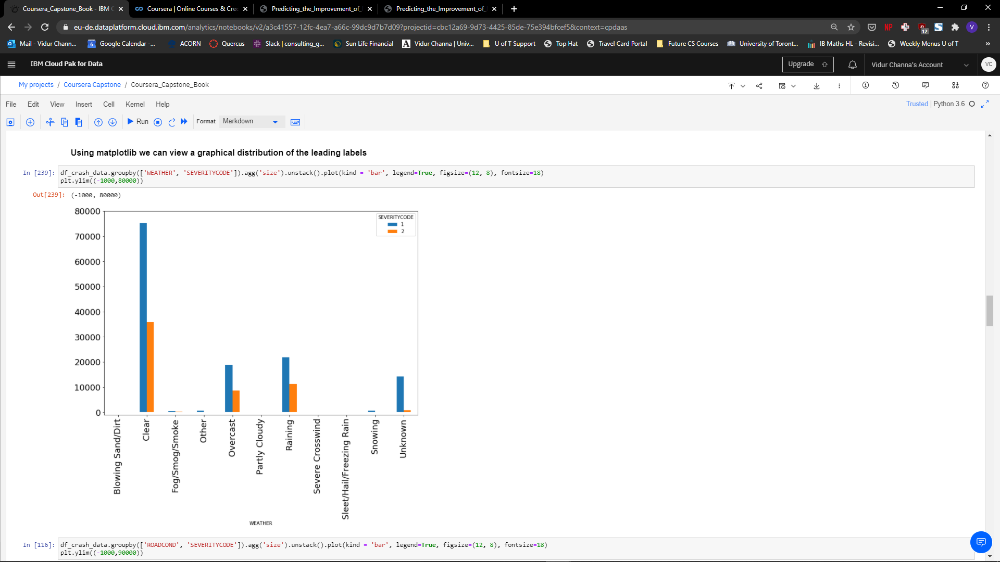 Coursera_Capstone_Book - IBM C
Coursera | Online Courses & Cred
Predicting_the_Improvement_of_
Predicting_the_Improvement_of_
eu-de.dataplatform.cloud.ibm.com/analytics/notebooks/v2/a3c41557-12fc-4ea7-a66c-99dc9d7b7d09?projectid=cbc12a69-9d73-4425-85de-75e394bfcef5&context=cpdaas
NP
12
V
Mail - Vidur Chann...
6
Google Calendar -...
ACORN
Quercus
Slack | consulting_g...
Sun Life Financial
Vidur Channa | Univ...
U of T Support
Top Hat
Travel Card Portal
Future CS Courses
University of Toront...
IB Maths HL - Revisi...
Weekly Menus U of T
»
IBM Cloud Pak for Data
Upgrade
Vidur Channa's Account
VC
My projects / Coursera Capstone / Coursera_Capstone_Book
File Edit View Insert Cell Kernel Help
Trusted | Python 3.6
Run
Format
Markdown
Using matplotlib we can view a graphical distribution of the leading labels
In [239]: df_crash_data.groupby(['WEATHER', 'SEVERITYCODE']).agg('size').unstack().plot(kind = 'bar', legend=True, figsize=(12, 8), fontsize=18)
plt.ylim((-1000,80000))
Out[239]: (-1000, 80000)
80000
70000
60000
50000
40000
30000
20000
10000
0
SEVERITYCODE
1
2
Blowing Sand/Dirt
Clear
Fog/Smog/Smoke
Other
Overcast
Partly Cloudy
Raining
Severe Crosswind
Sleet/Hail/Freezing Rain
Snowing
Unknown
WEATHER
In [116]: df_crash_data.groupby(['ROADCOND', 'SEVERITYCODE']).agg('size').unstack().plot(kind = 'bar', legend=True, figsize=(12, 8), fontsize=18)
plt.ylim((-1000,90000))